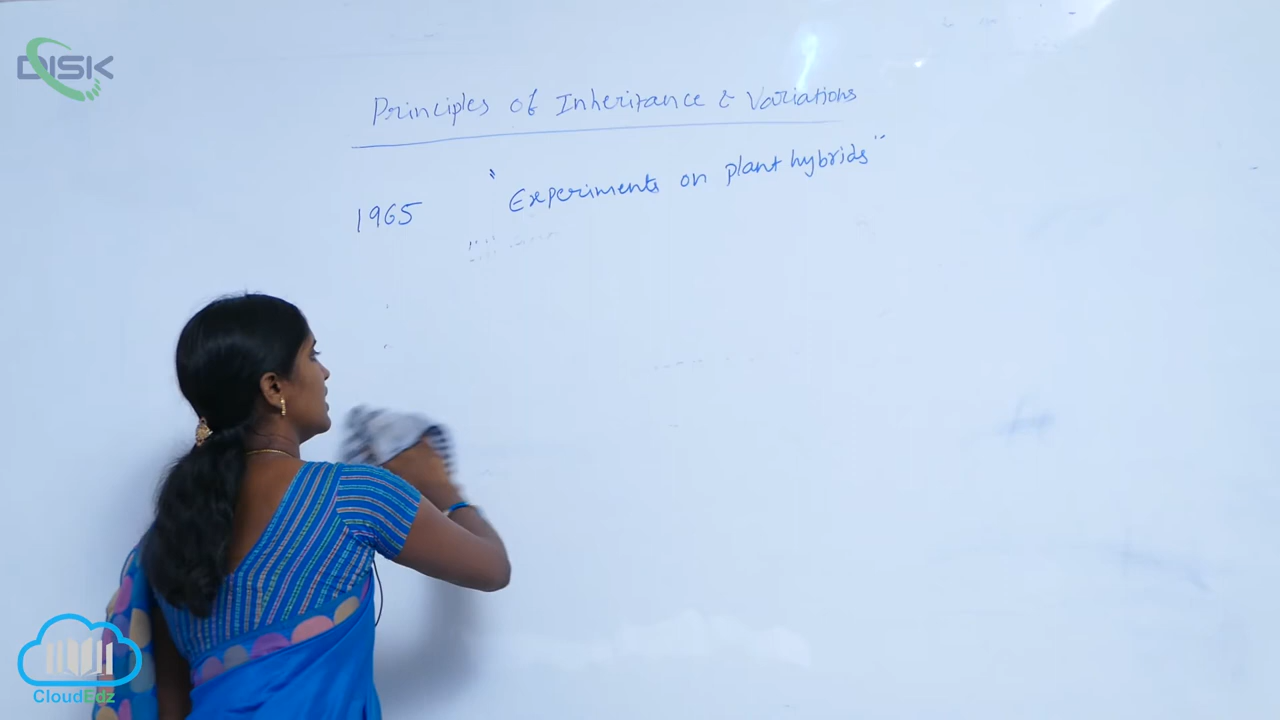 DISK
Principles of Inheritance & Variations
1965 "Experiments on plant hybrids"
CloudEdz